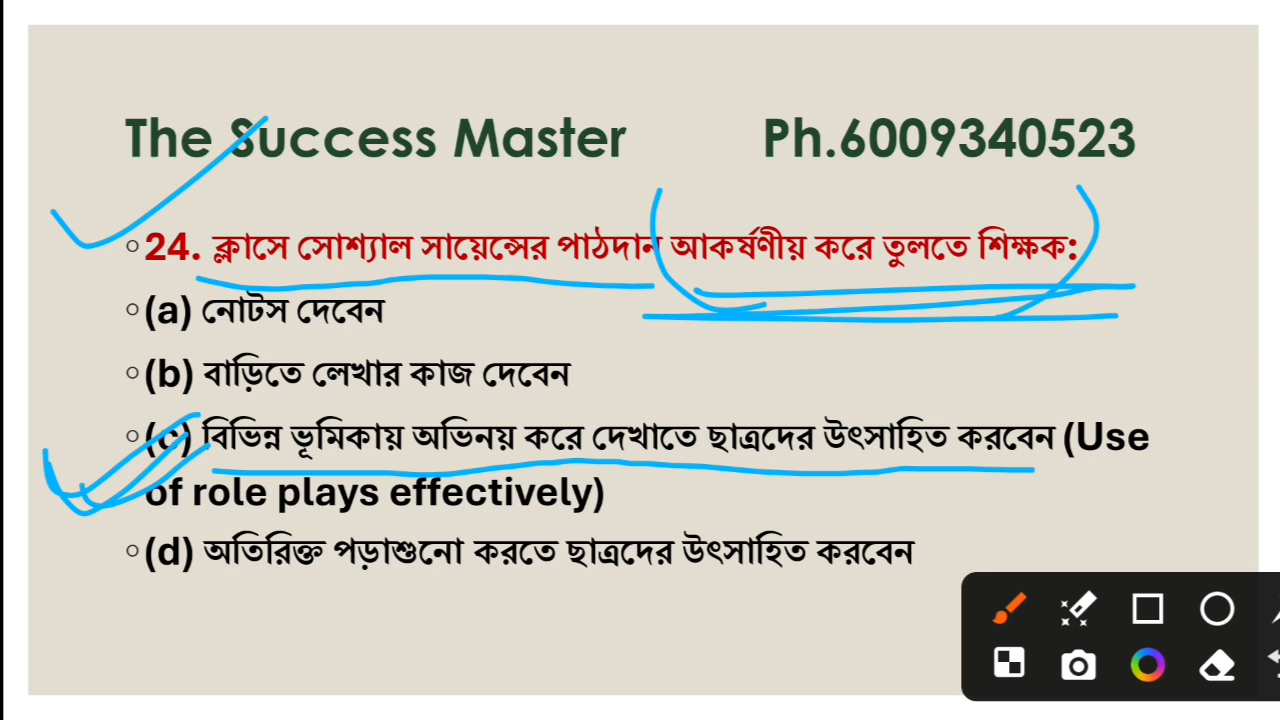 The Success Master Ph.6009340523
24. ক্লাসে সোশ্যাল সায়েন্সের পাঠদান আকর্ষণীয় করে তুলতে শিক্ষক:
(a) নোটস দেবেন
(b) বাড়িতে লেখার কাজ দেবেন
(c) বিভিন্ন ভূমিকায় অভিনয় করে দেখাতে ছাত্রদের উৎসাহিত করবেন (Use
of role plays effectively)
(d) অতিরিক্ত পড়াশুনো করতে ছাত্রদের উৎসাহিত করবেন